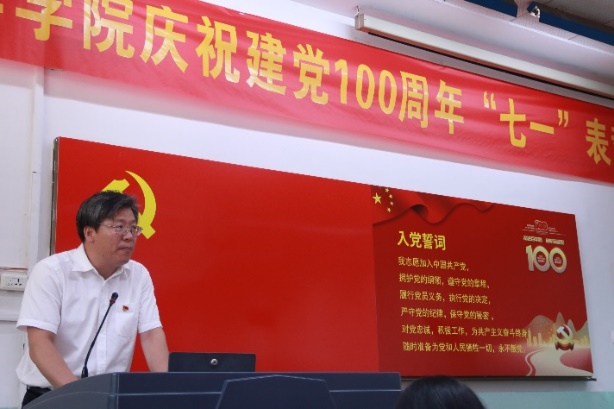 学院庆祝建党100周年“七一”表
入党誓词
我志愿加入中国共产党,
拥护党的纲领,遵守党的章程,
履行党员义务,执行党的决定,
严守党的纪律,保守党的秘密,
对党忠诚,积极工作,为共产主义奋斗终身
随时准备为党和人民牺牲一切,永不叛党
100